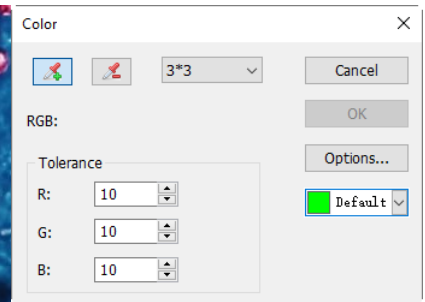 Color
3*3
Cancel
RGB:
OK
Tolerance
Options...
R: 10
Default
G: 10
B: 10